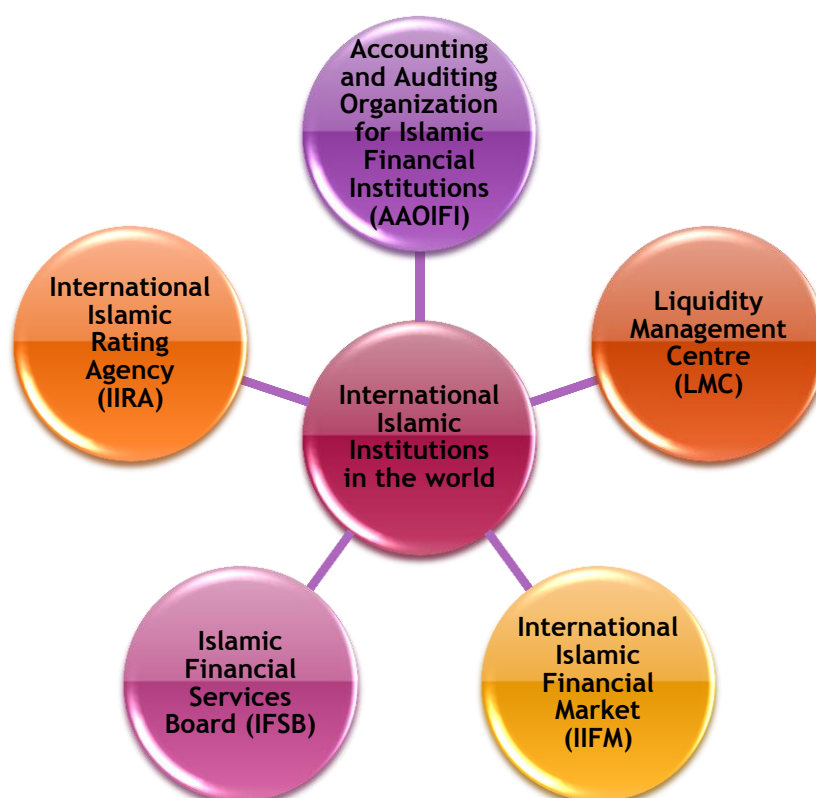 Accounting
and Auditing
Organization
for Islamic
Financial
Institutions
(AAOIFI)
International
Islamic
Rating
Agency
(IIRA)
Liquidity
Management
Centre
(LMC)
International
Islamic
Institutions
in the world
Islamic
Financial
Services
Board (IFSB)
International
Islamic
Financial
Market
(IIFM)